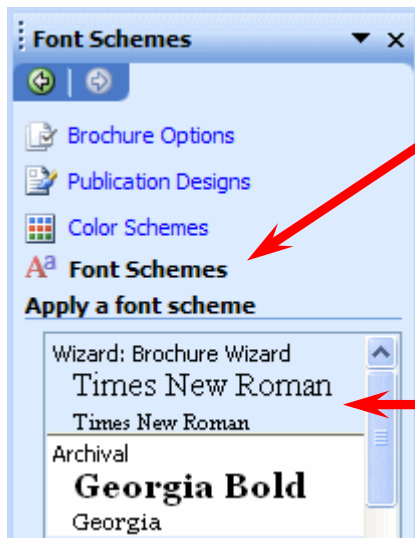 Font Schemes
Brochure Options
Publication Designs
Color Schemes
Aa Font Schemes
Apply a font scheme
Wizard: Brochure Wizard
Times New Roman
Times New Roman
Archival
Georgia Bold
Georgia